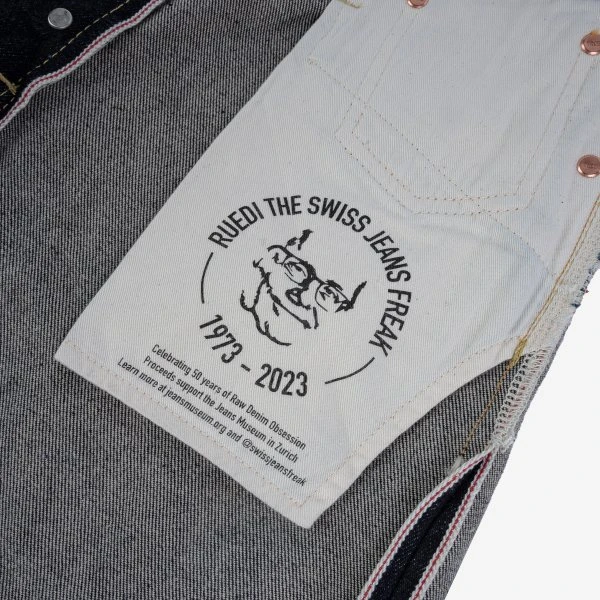 RUEDI THE SWISS JEANS FREAK
1973 - 2023
Celebrating 50 years of Raw Denim Obsession
Proceeds support the Jeans Museum in Zurich
Learn more at jeansmuseum.org and @swissjeansfreak